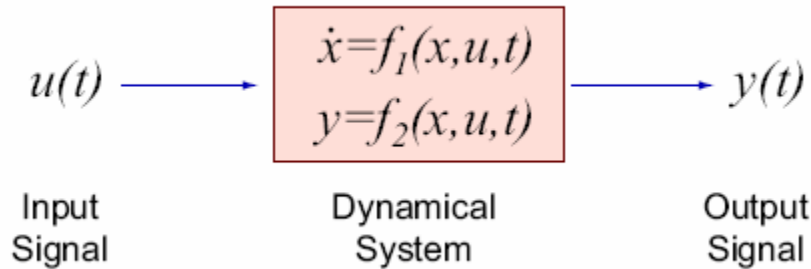 u(t)
ẋ=f₁(x,u,t)
y=f₂(x,u,t)
y(t)
Input
Signal
Dynamical
System
Output
Signal